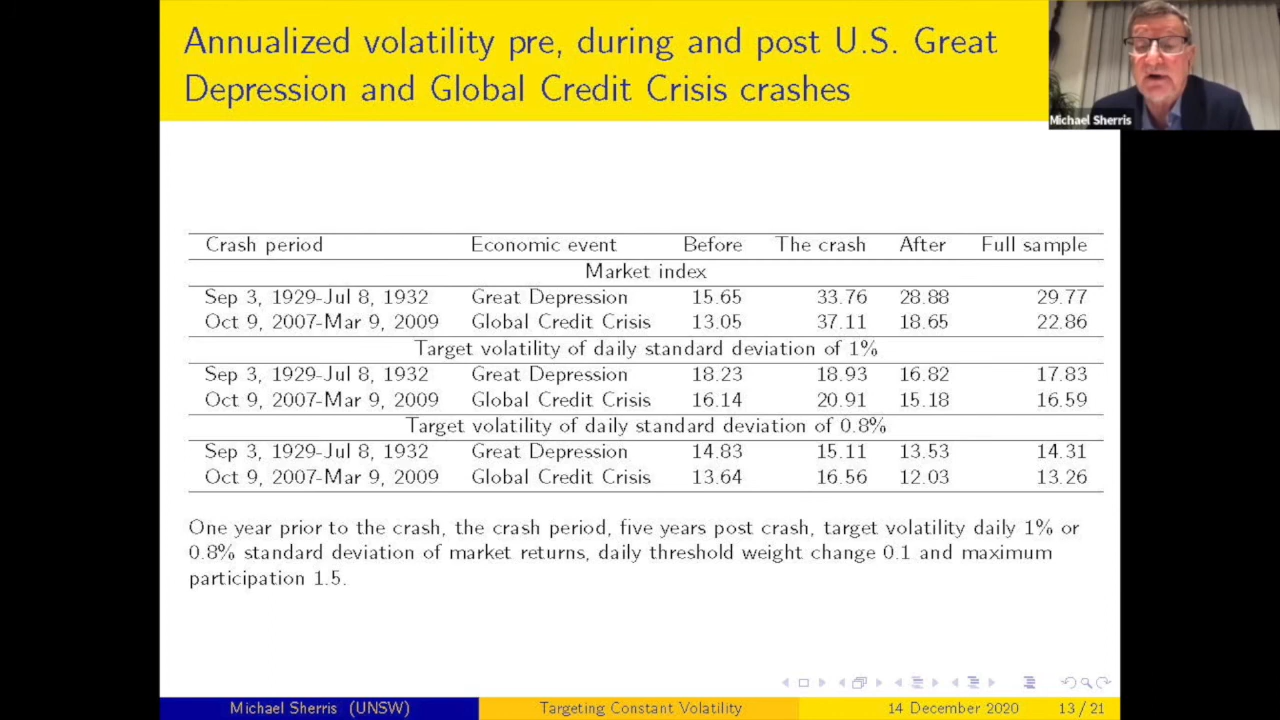 Annualized volatility pre, during and post U.S. Great
Depression and Global Credit Crisis crashes
Michael Sherris
Crash period Economic event Before The crash After Full sample
Market index
Sep 3, 1929-Jul 8, 1932 Great Depression 15.65 33.76 28.88 29.77
Oct 9, 2007-Mar 9, 2009 Global Credit Crisis 13.05 37.11 18.65 22.86
Target volatility of daily standard deviation of 1%
Sep 3, 1929-Jul 8, 1932 Great Depression 18.23 18.93 16.82 17.83
Oct 9, 2007-Mar 9, 2009 Global Credit Crisis 16.14 20.91 15.18 16.59
Target volatility of daily standard deviation of 0.8%
Sep 3, 1929-Jul 8, 1932 Great Depression 14.83 15.11 13.53 14.31
Oct 9, 2007-Mar 9, 2009 Global Credit Crisis 13.64 16.56 12.03 13.26
One year prior to the crash, the crash period, five years post crash, target volatility daily 1% or
0.8% standard deviation of market returns, daily threshold weight change 0.1 and maximum
participation 1.5.
Michael Sherris (UNSW) Targeting Constant Volatility 14 December 2020 13 / 21